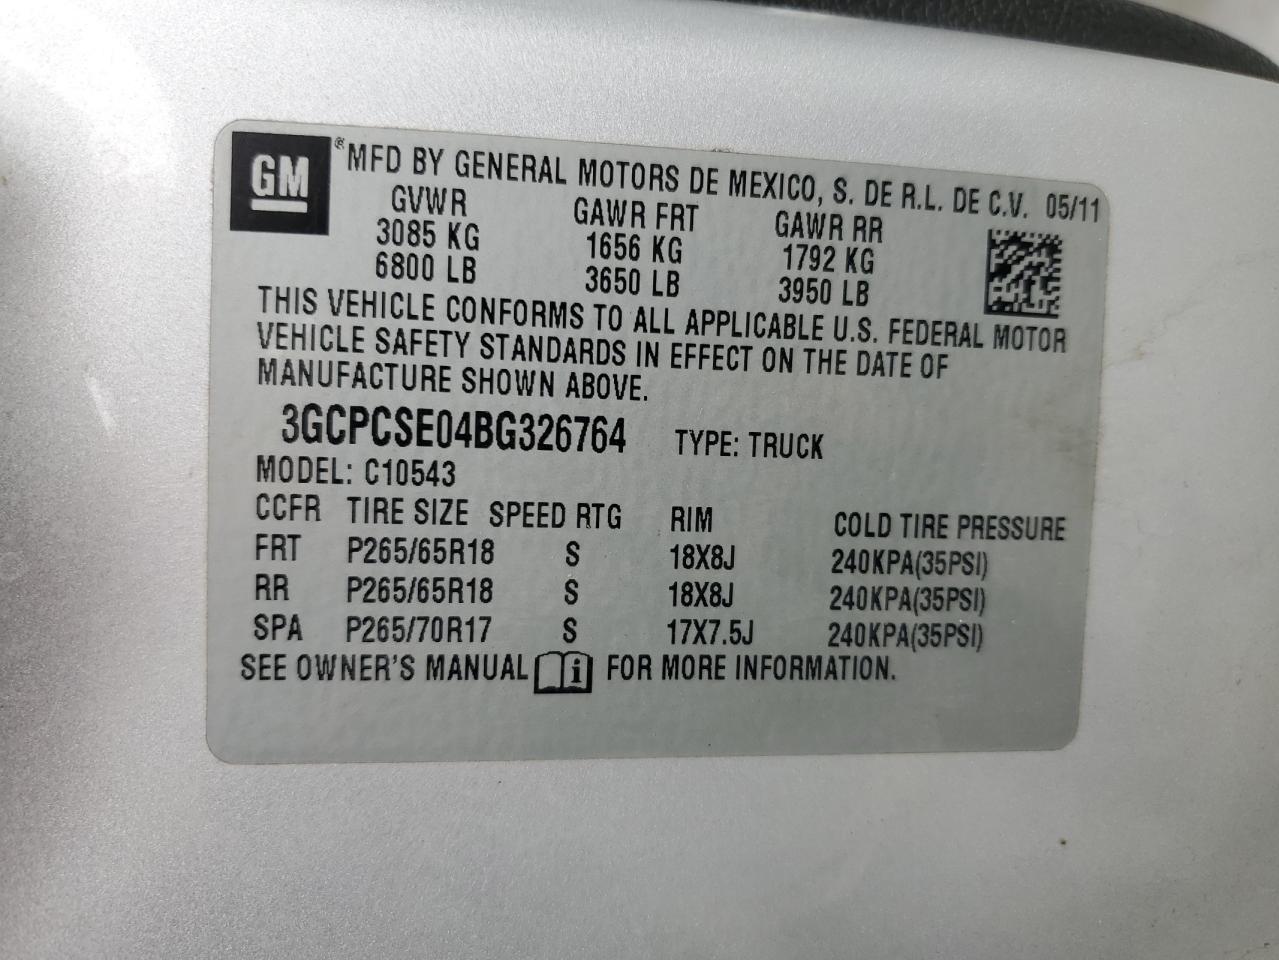 GM ® MFD BY GENERAL MOTORS DE MEXICO, S. DE R.L. DE C.V. 05/11
GVWR GAWR FRT GAWR RR
3085 KG 1656 KG 1792 KG
6800 LB 3650 LB 3950 LB
THIS VEHICLE CONFORMS TO ALL APPLICABLE U.S. FEDERAL MOTOR
VEHICLE SAFETY STANDARDS IN EFFECT ON THE DATE OF
MANUFACTURE SHOWN ABOVE.
3GCPCSE04BG326764 TYPE: TRUCK
MODEL: C10543
CCFR TIRE SIZE SPEED RTG RIM COLD TIRE PRESSURE
FRT P265/65R18 S 18X8J 240KPA(35PSI)
RR P265/65R18 S 18X8J 240KPA(35PSI)
SPA P265/70R17 S 17X7.5J 240KPA(35PSI)
SEE OWNER'S MANUAL i FOR MORE INFORMATION.